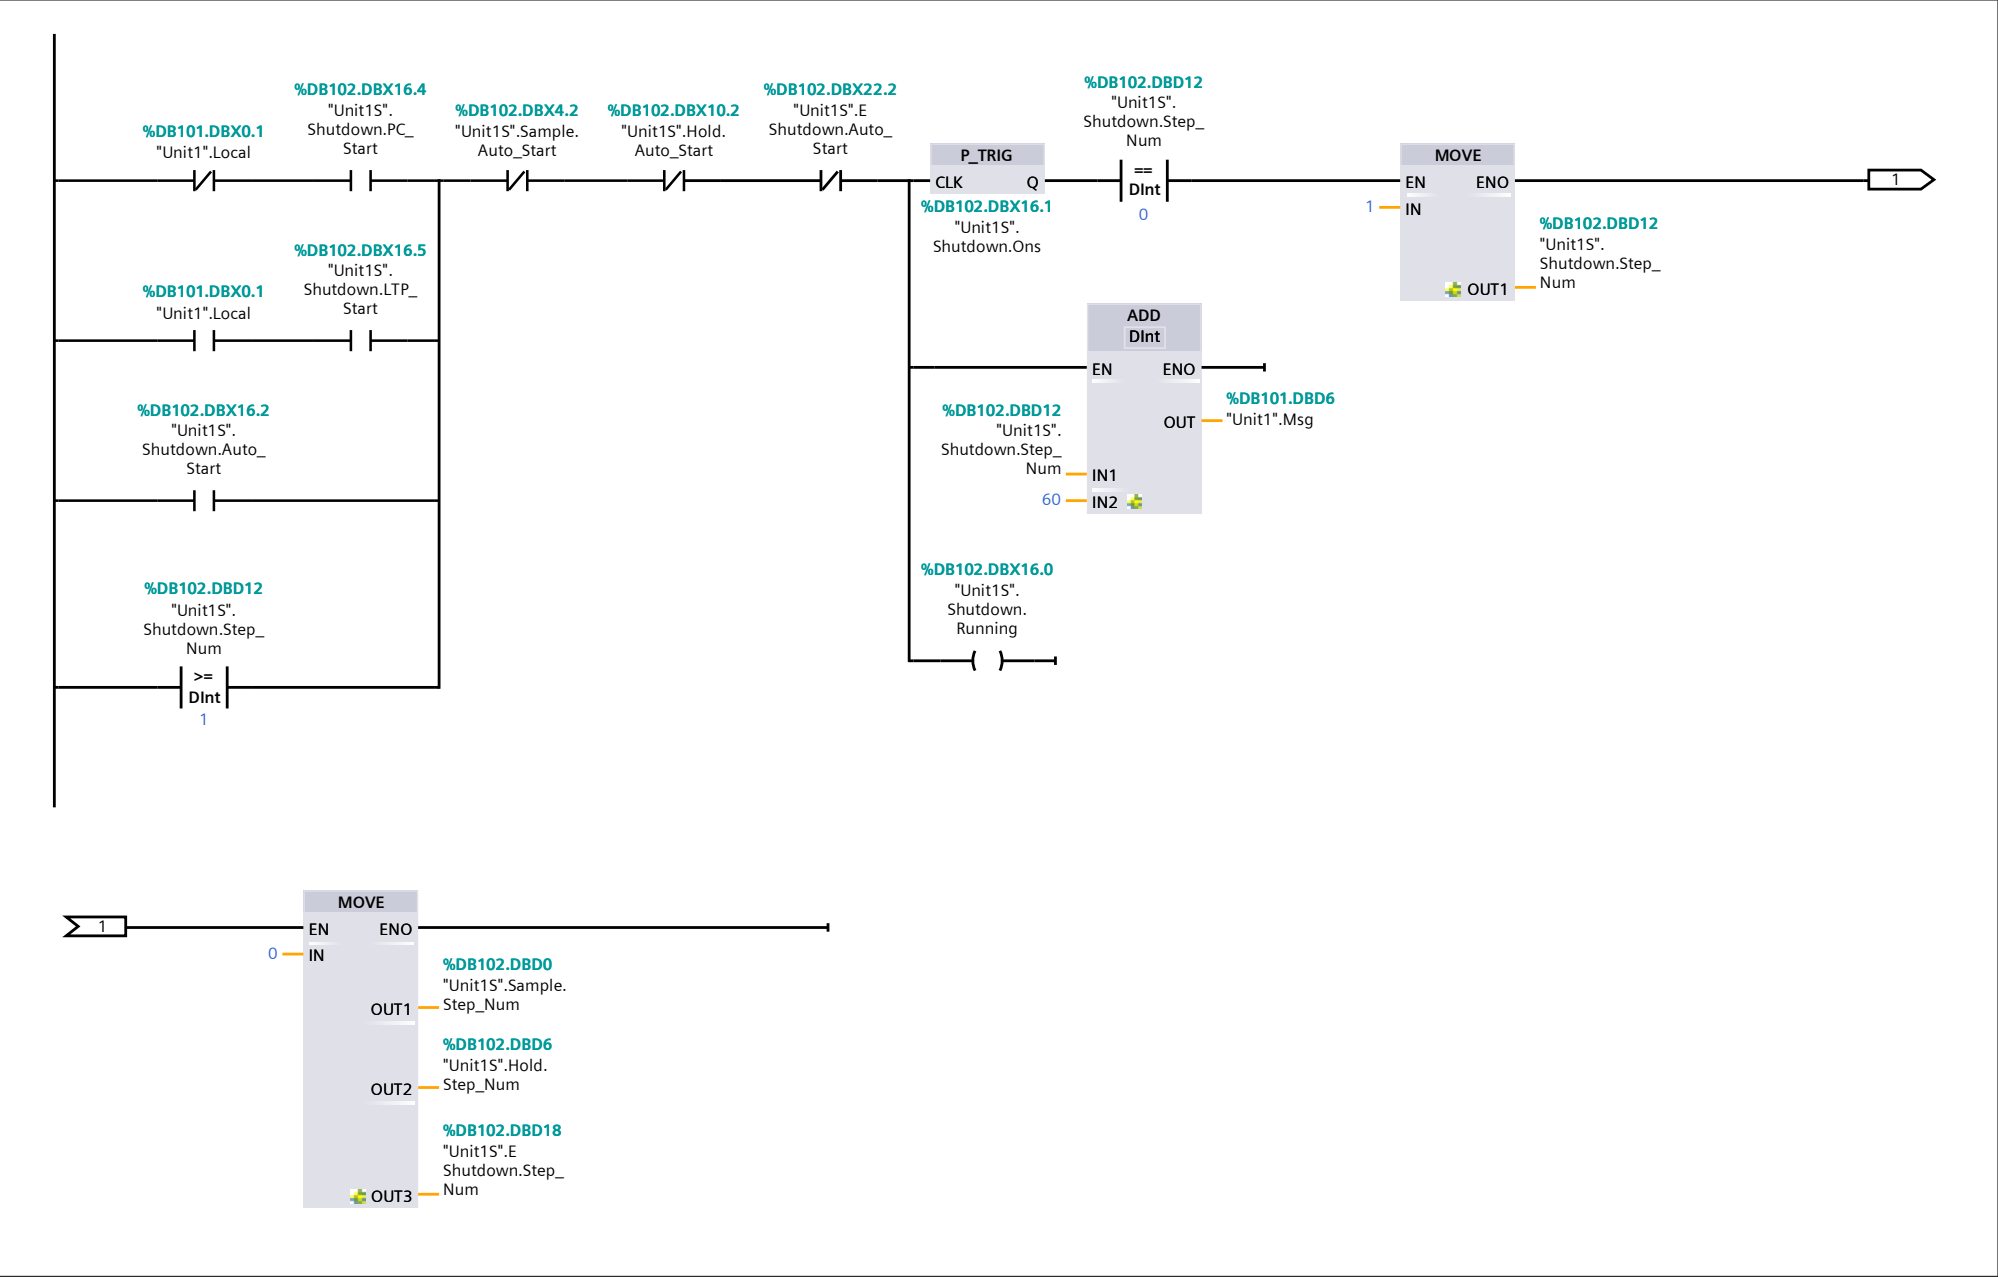 %DB101.DBX0.1
"Unit1".Local
%DB102.DBX16.4
"Unit1S".
Shutdown.PC_
Start
%DB102.DBX4.2
"Unit1S".Sample.
Auto_Start
%DB102.DBX10.2
"Unit1S".Hold.
Auto_Start
%DB102.DBX22.2
"Unit1S".E
Shutdown.Auto_
Start
P_TRIG
CLK Q
%DB102.DBX16.1
"Unit1S".
Shutdown.Ons
%DB102.DBD12
"Unit1S".
Shutdown.Step_
Num
==
DInt
0
MOVE
EN ENO
1 IN
OUT1
%DB102.DBD12
"Unit1S".
Shutdown.Step_
Num
1
%DB101.DBX0.1
"Unit1".Local
%DB102.DBX16.5
"Unit1S".
Shutdown.LTP_
Start
ADD
DInt
EN ENO
OUT
%DB101.DBD6
"Unit1".Msg
%DB102.DBD12
"Unit1S".
Shutdown.Step_
Num
IN1
60 IN2
%DB102.DBX16.2
"Unit1S".
Shutdown.Auto_
Start
%DB102.DBX16.0
"Unit1S".
Shutdown.
Running
( )
%DB102.DBD12
"Unit1S".
Shutdown.Step_
Num
>=
DInt
1
1
MOVE
EN ENO
0 IN
OUT1
%DB102.DBD0
"Unit1S".Sample.
Step_Num
OUT2
%DB102.DBD6
"Unit1S".Hold.
Step_Num
OUT3
%DB102.DBD18
"Unit1S".E
Shutdown.Step_
Num